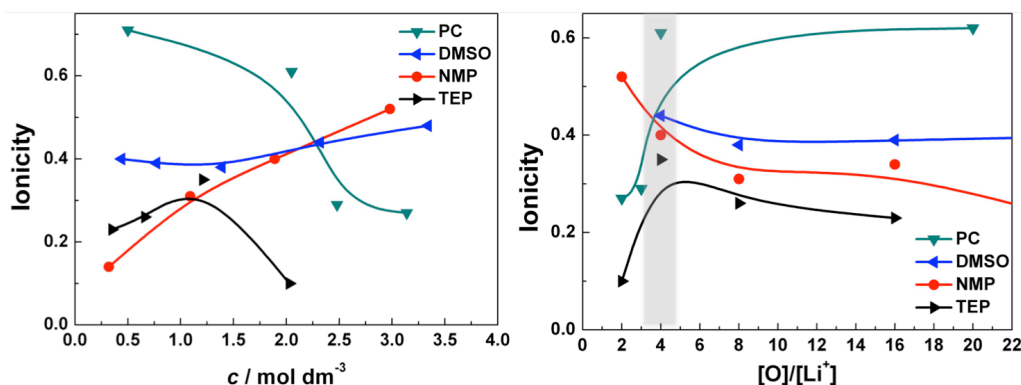 Ionicity
0.6
0.4
0.2
0.0
0.0 0.5 1.0 1.5 2.0 2.5 3.0 3.5 4.0
c / mol dm⁻³
PC
DMSO
NMP
TEP
Ionicity
0.6
0.4
0.2
0.0
0 2 4 6 8 10 12 14 16 18 20 22
[O]/[Li⁺]
PC
DMSO
NMP
TEP